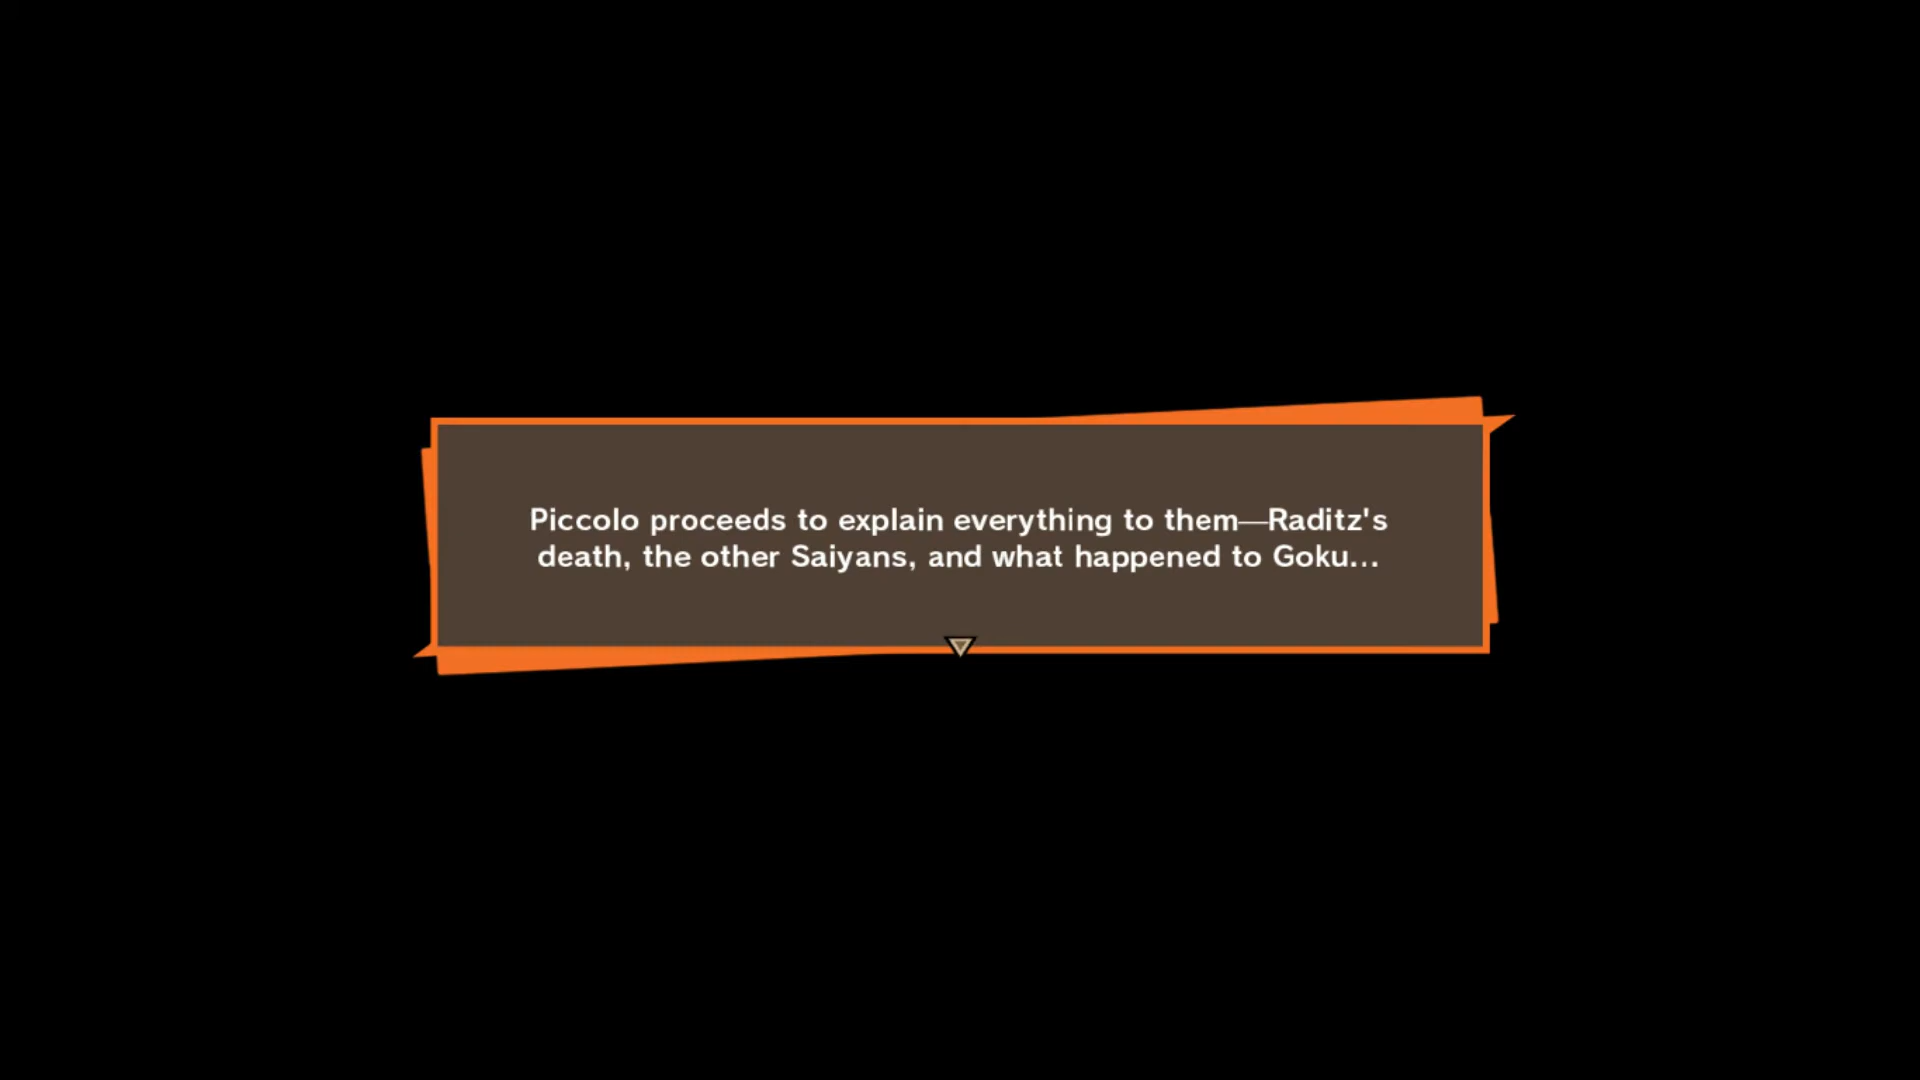 Piccolo proceeds to explain everything to them—Raditz's
death, the other Saiyans, and what happened to Goku...